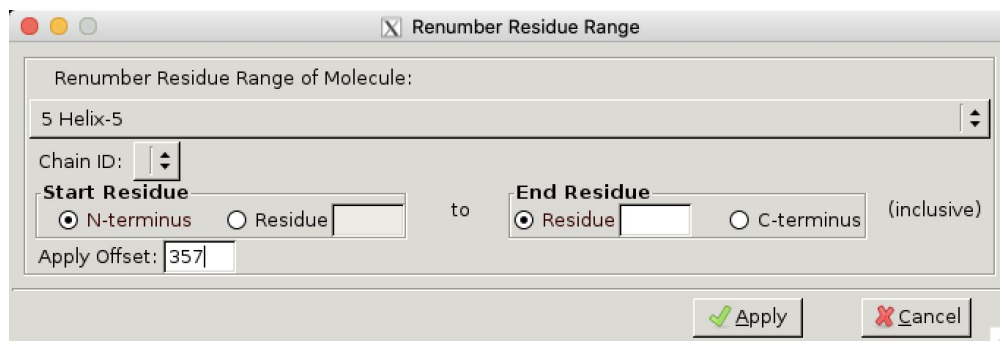 Renumber Residue Range
Renumber Residue Range of Molecule:
5 Helix-5
Chain ID:
Start Residue
N-terminus Residue
to
End Residue
Residue C-terminus
(inclusive)
Apply Offset: 357
Apply Cancel